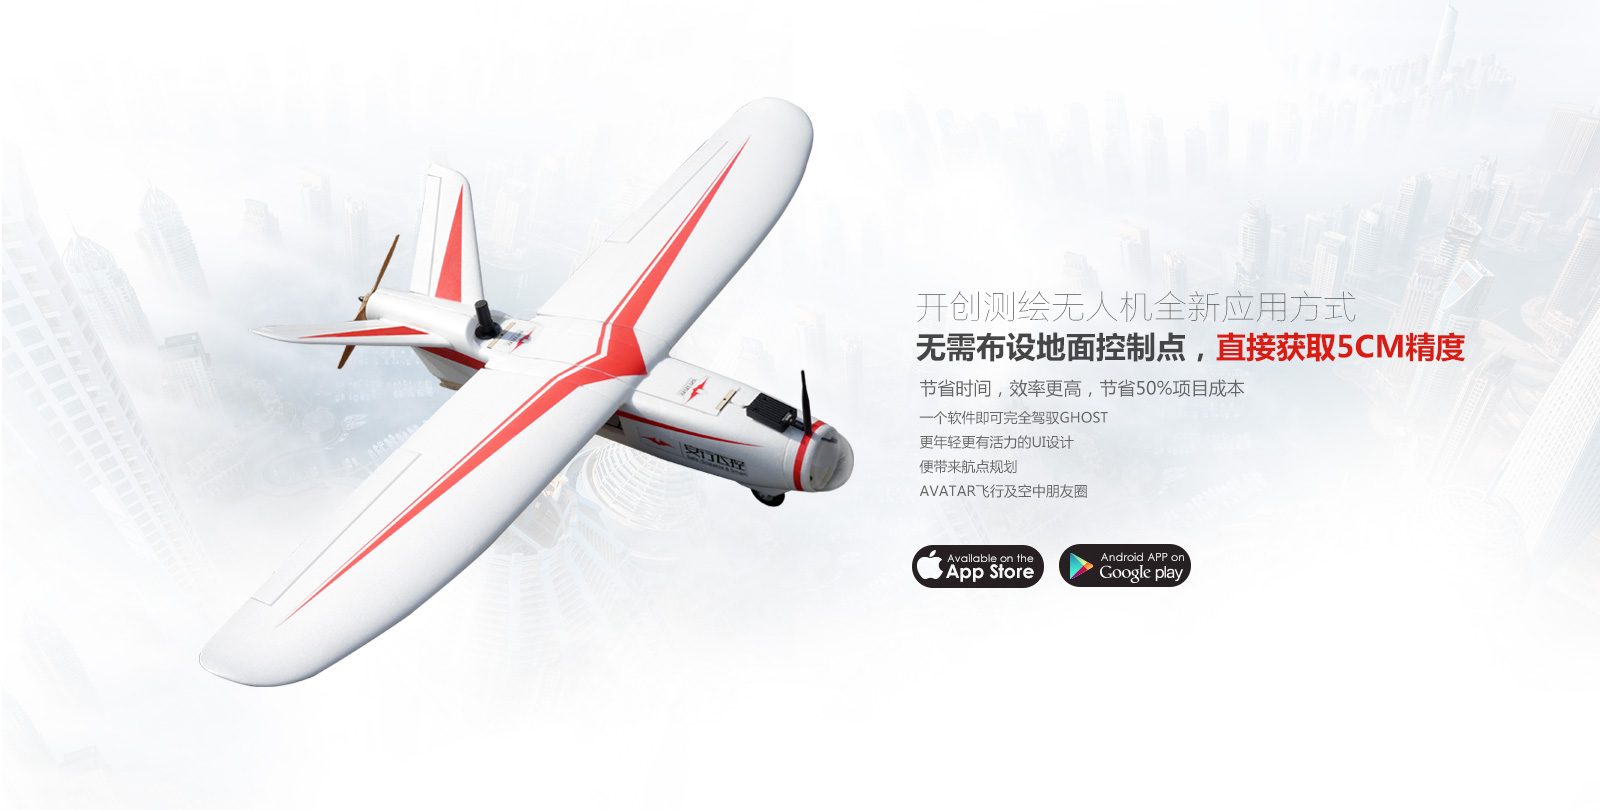 开创测绘无人机全新应用方式
无需布设地面控制点，直接获取5CM精度
节省时间，效率更高，节省50%项目成本
一个软件即可完全驾驭GHOST
更年轻更有活力的UI设计
便带来航点规划
AVATAR飞行及空中朋友圈
Available on the
App Store
Android APP on
Google play